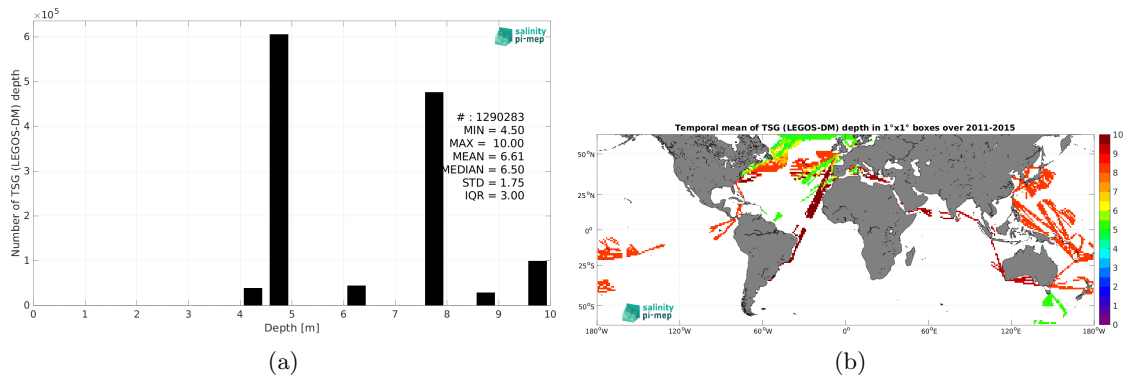 ×10⁵
6
5
4
3
2
1
0
Number of TSG (LEGOS-DM) depth
salinity
pi-mep
# : 1290283
MIN = 4.50
MAX = 10.00
MEAN = 6.61
MEDIAN = 6.50
STD = 1.75
IQR = 3.00
0 1 2 3 4 5 6 7 8 9 10
Depth [m]
(a)
Temporal mean of TSG (LEGOS-DM) depth in 1°x1° boxes over 2011-2015
50°N
25°N
0°
25°S
50°S
salinity
pi-mep
180°W 120°W 60°W 0° 60°E 120°E 180°W
10
9
8
7
6
5
4
3
2
1
0
(b)